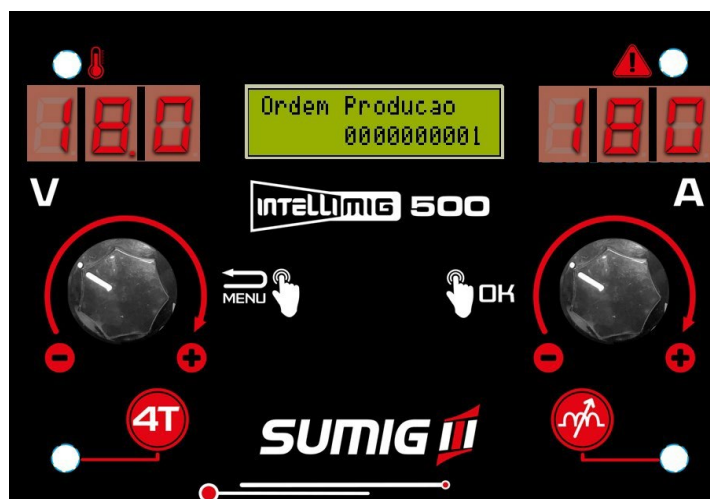 18.0
Ordem Producao
0000000001
180
V
INTELLIMIG 500
A
MENU
OK
4T
SUMIG